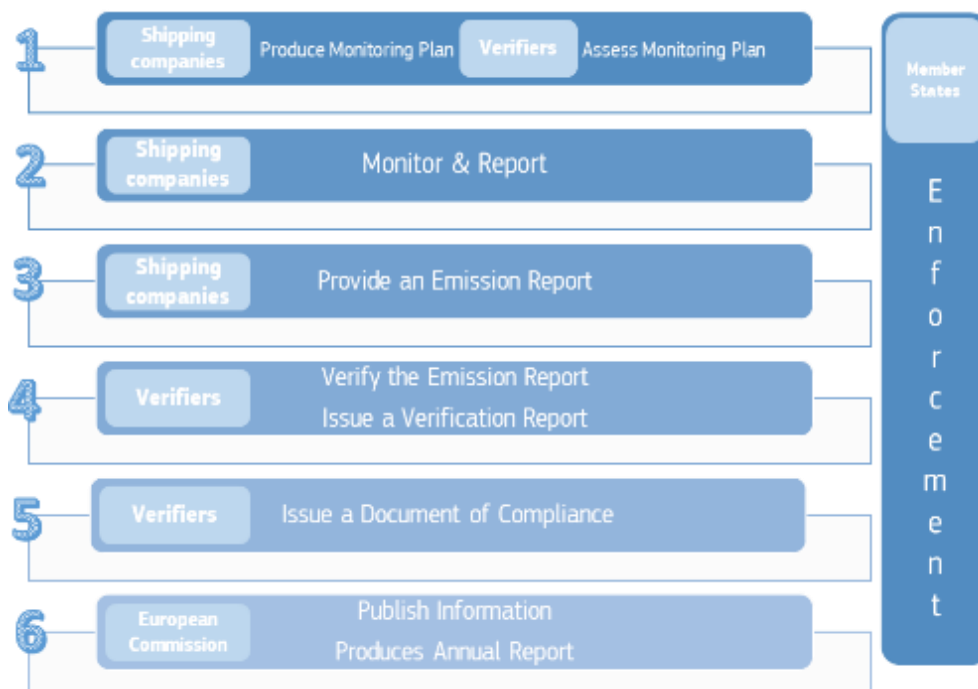 1
Shipping
companies
Produce Monitoring Plan
Verifiers
Assess Monitoring Plan
2
Shipping
companies
Monitor & Report
3
Shipping
companies
Provide an Emission Report
4
Verifiers
Verify the Emission Report
Issue a Verification Report
5
Verifiers
Issue a Document of Compliance
6
European
Commission
Publish Information
Produces Annual Report
Member
States
Enforcement